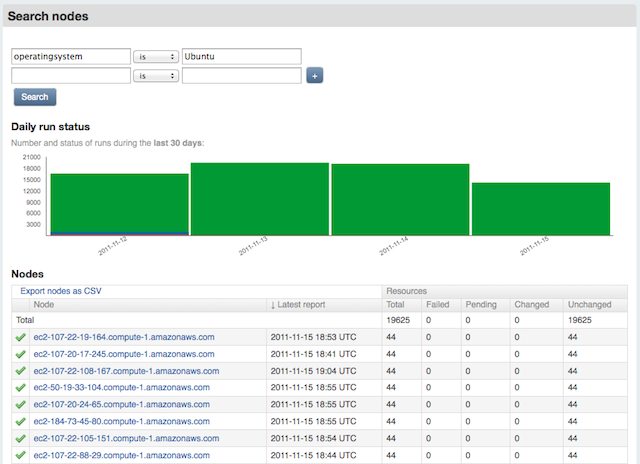 Search nodes
operatingsystem is Ubuntu
is +
Search
Daily run status
Number and status of runs during the last 30 days:
21000
18000
15000
12000
9000
6000
3000
2011-11-12 2011-11-13 2011-11-14 2011-11-15
Nodes
Export nodes as CSV Resources
Node ↓ Latest report Total Failed Pending Changed Unchanged
Total 19625 0 0 0 19625
ec2-107-22-19-164.compute-1.amazonaws.com 2011-11-15 18:53 UTC 44 0 0 0 44
ec2-107-20-17-245.compute-1.amazonaws.com 2011-11-15 18:41 UTC 44 0 0 0 44
ec2-107-22-108-167.compute-1.amazonaws.com 2011-11-15 19:04 UTC 44 0 0 0 44
ec2-50-19-33-104.compute-1.amazonaws.com 2011-11-15 18:55 UTC 44 0 0 0 44
ec2-107-20-24-65.compute-1.amazonaws.com 2011-11-15 18:55 UTC 44 0 0 0 44
ec2-184-73-45-80.compute-1.amazonaws.com 2011-11-15 18:55 UTC 44 0 0 0 44
ec2-107-22-105-151.compute-1.amazonaws.com 2011-11-15 18:54 UTC 44 0 0 0 44
ec2-107-22-88-29.compute-1.amazonaws.com 2011-11-15 18:44 UTC 44 0 0 0 44